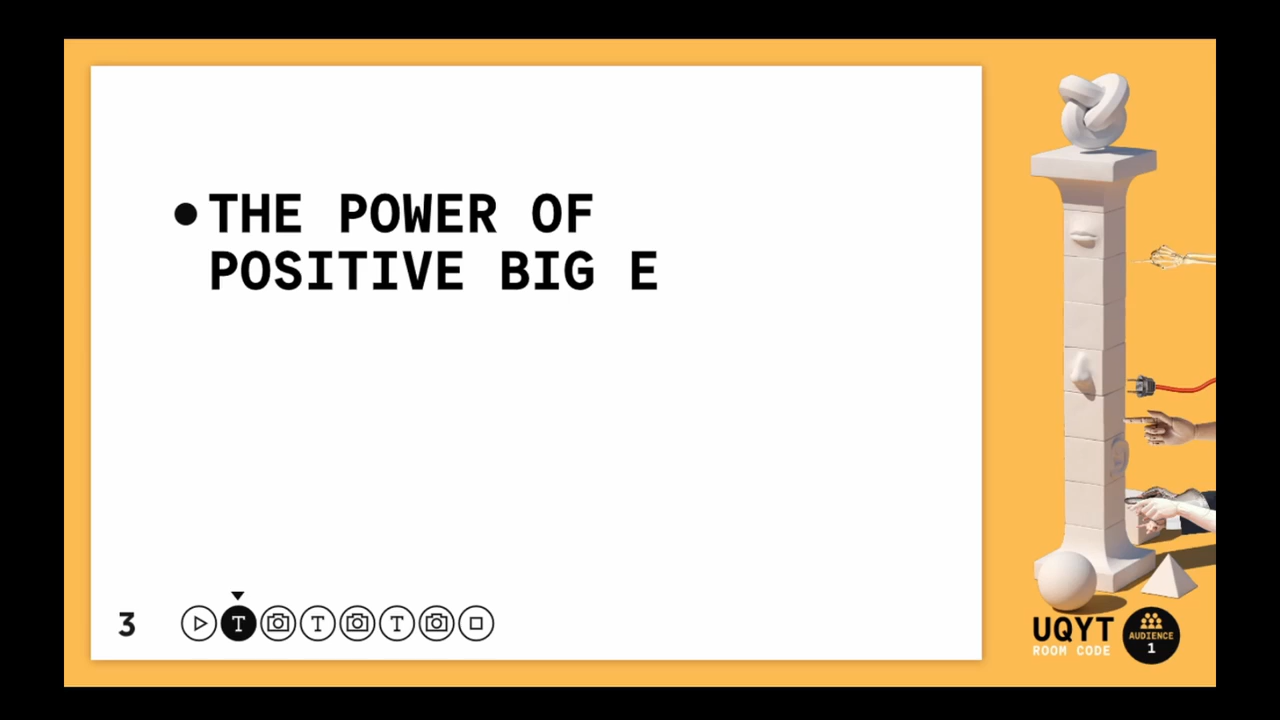 •THE POWER OF
POSITIVE BIG E
3
T
T
T
UQYT
ROOM CODE
AUDIENCE
1